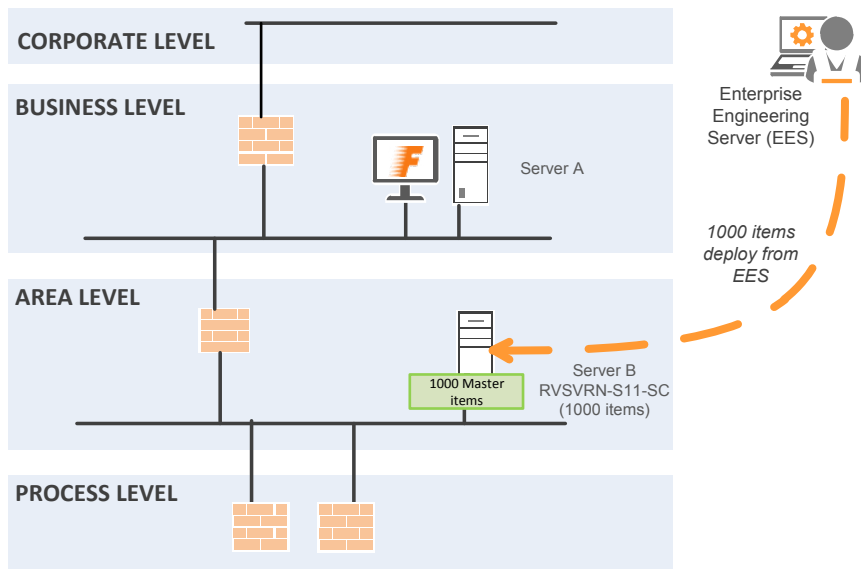 CORPORATE LEVEL
BUSINESS LEVEL
F
Server A
Enterprise
Engineering
Server (EES)
1000 items
deploy from
EES
AREA LEVEL
1000 Master
items
Server B
RVSVRN-S11-SC
(1000 items)
PROCESS LEVEL